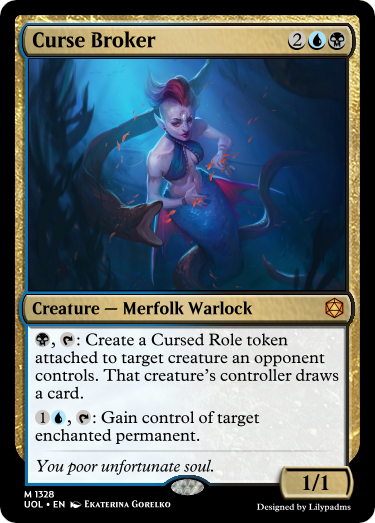 Curse Broker 2
Creature — Merfolk Warlock
, : Create a Cursed Role token
attached to target creature an opponent
controls. That creature's controller draws
a card.
1 , : Gain control of target
enchanted permanent.
You poor unfortunate soul.
1/1
M 1328
UOL • EN Ekaterina Gorelko
Designed by Lilypadms